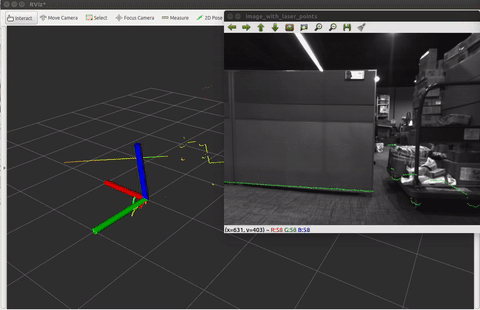 RViz*
Interact Move Camera Select Focus Camera Measure 2D Pose
image_with_laser_points
(x=631, y=403) ~ R:58 G:58 B:58